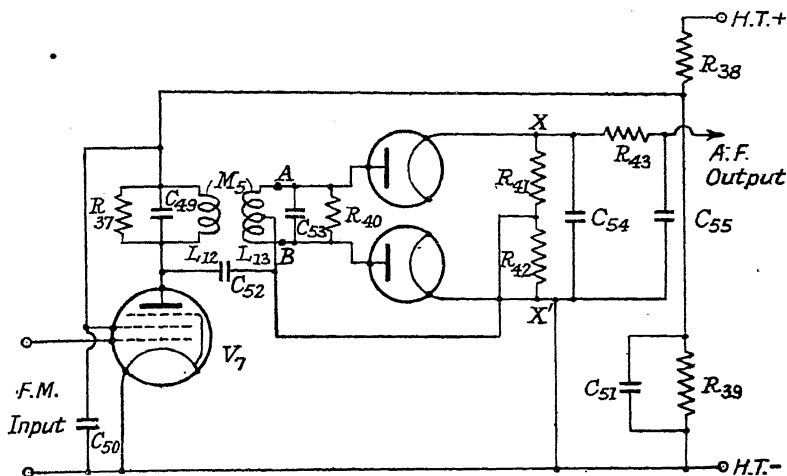 H.T.+
R38
X
R43
A.F.
Output
(M5)
A
R37
C49
R40
C53
R41
C54
C55
L12
L13
B
R42
C52
X'
V7
F.M.
Input
C50
C51
R39
H.T.-